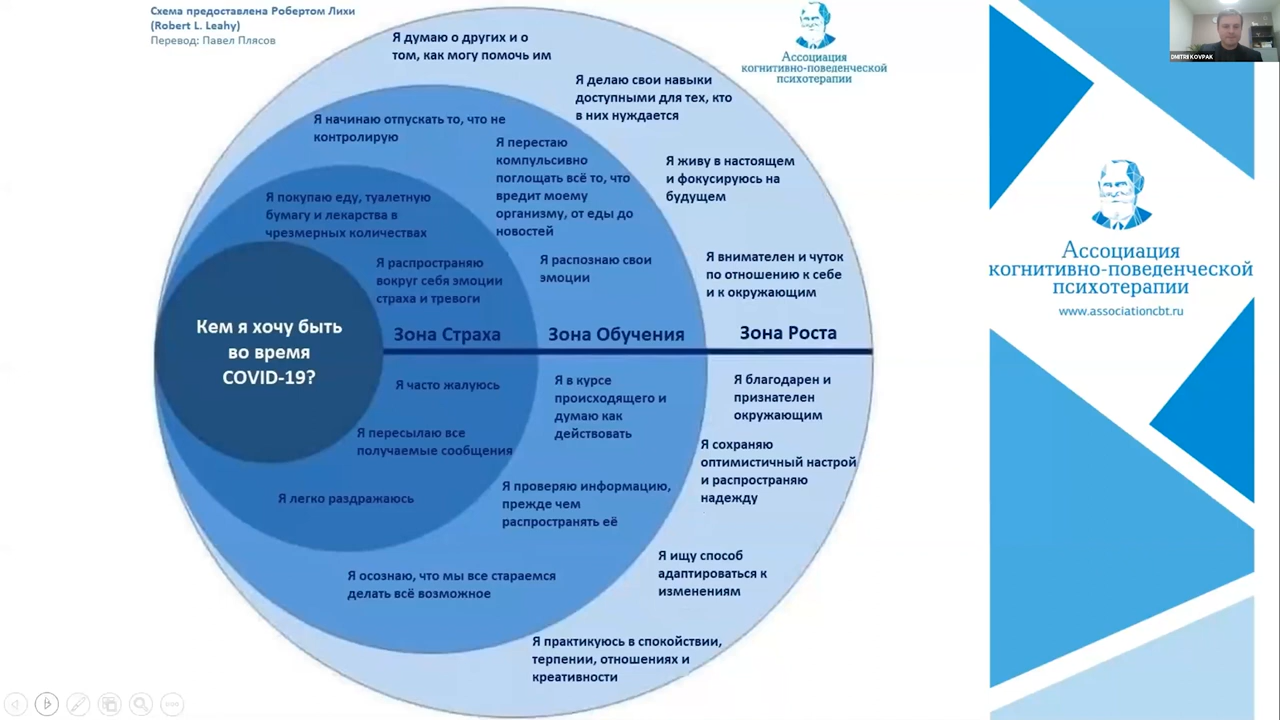 Схема предоставлена Робертом Лихи
(Robert L. Leahy)
Перевод: Павел Плясов
Ассоциация
когнитивно-поведенческой
психотерапии
DMITRII KOVPAK
Я думаю о других и о
том, как могу помочь им
Я делаю свои навыки
доступными для тех, кто
в них нуждается
Я начинаю отпускать то, что не
контролирую
Я перестаю
компульсивно
поглощать всё то, что
вредит моему
организму, от еды до
новостей
Я живу в настоящем
и фокусируюсь на
будущем
Я покупаю еду, туалетную
бумагу и лекарства в
чрезмерных количествах
Я распространяю
вокруг себя эмоции
страха и тревоги
Я распознаю свои
эмоции
Я внимателен и чуток
по отношению к себе
и к окружающим
Кем я хочу быть
во время
COVID-19?
Зона Страха
Зона Обучения
Зона Роста
Я часто жалуюсь
Я в курсе
происходящего и
думаю как
действовать
Я благодарен и
признателен
окружающим
Я пересылаю все
получаемые сообщения
Я сохраняю
оптимистичный настрой
и распространяю
надежду
Я легко раздражаюсь
Я проверяю информацию,
прежде чем
распространять её
Я ищу способ
адаптироваться к
изменениям
Я осознаю, что мы все стараемся
делать всё возможное
Я практикуюсь в спокойствии,
терпении, отношениях и
креативности
Ассоциация
когнитивно-поведенческой
психотерапии
www.associationcbt.ru